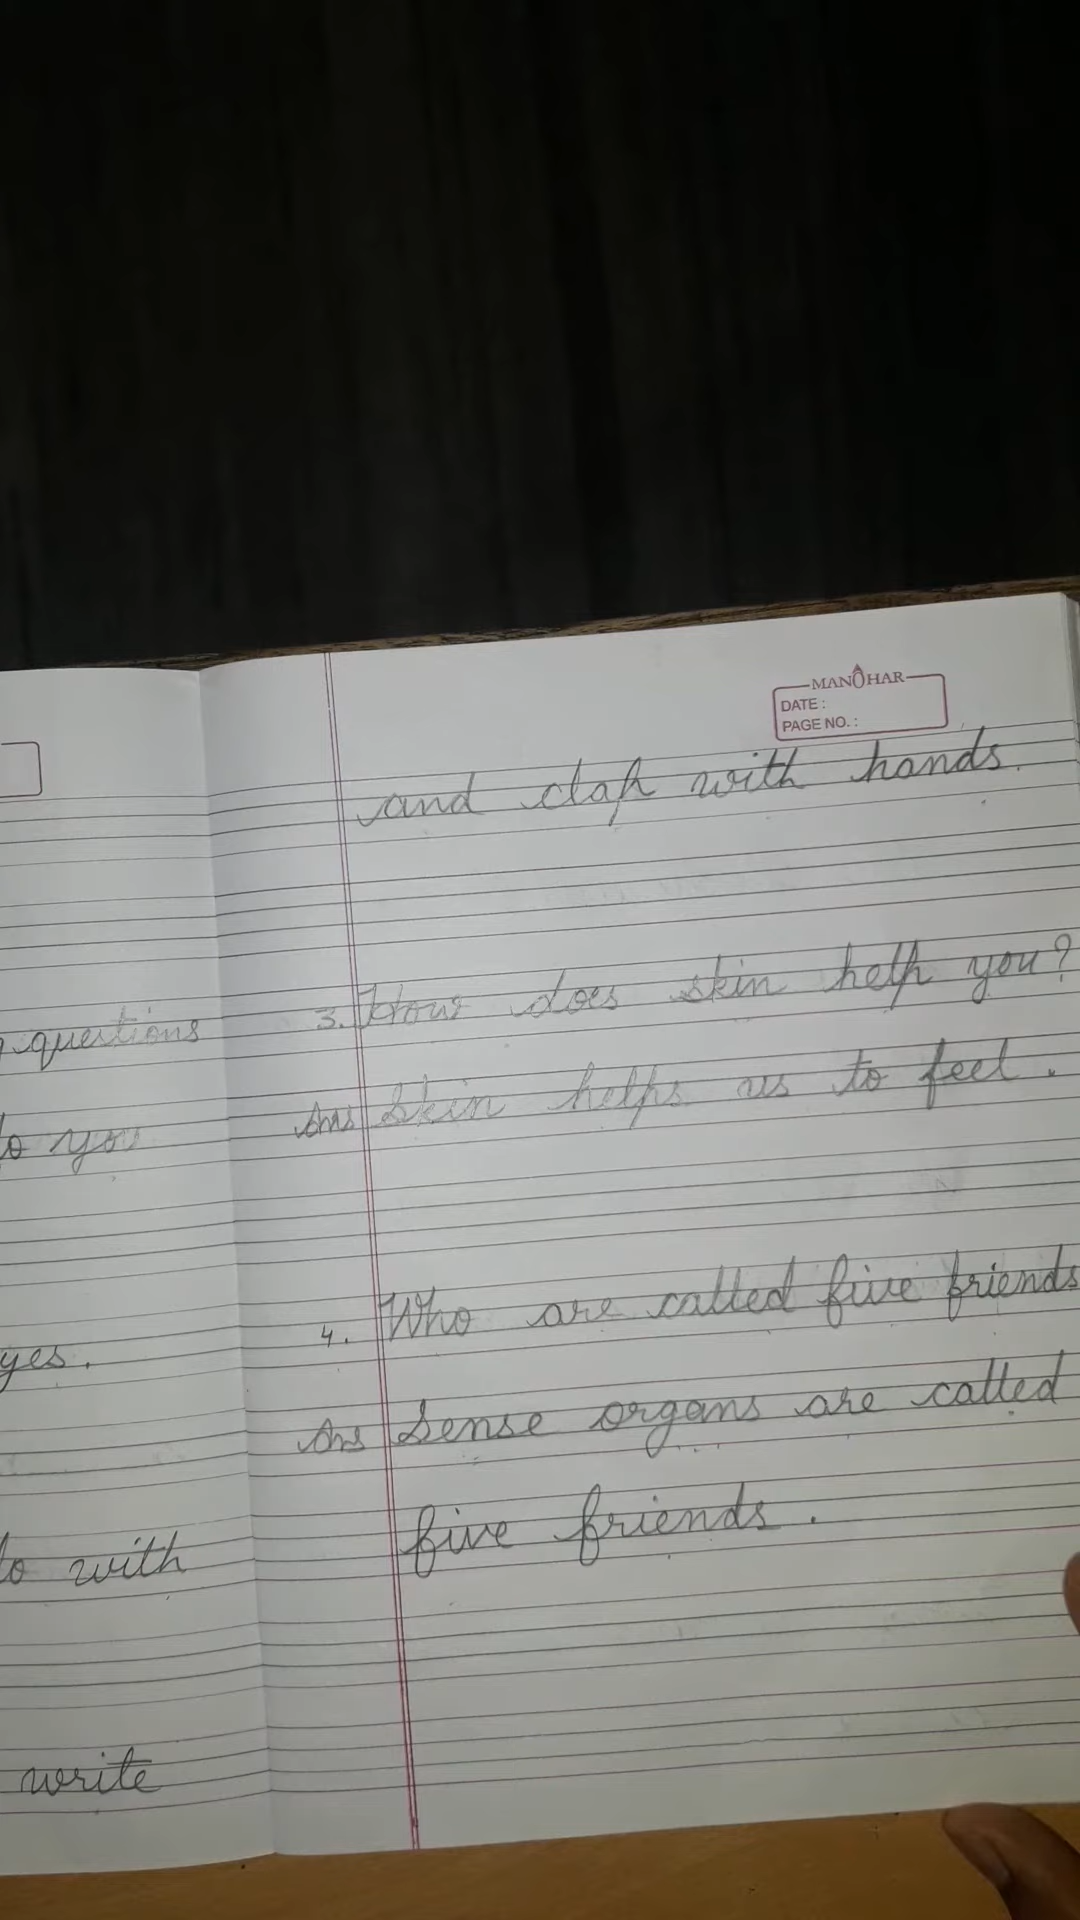 questions
to you
yes.
to with
write
MANOHAR
DATE :
PAGE NO. :
and clap with hands.
3. How does skin help you?
Ans Skin helps us to feel.
4. Who are called five friends
Ans Sense organs are called
five friends.